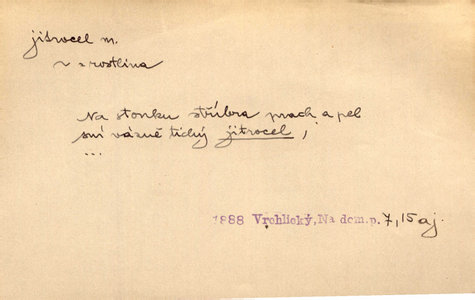 jitrocel m.
~ = rostlina
Na stonku stříbra prach a pel
sní vážně tichý jitrocel,
...
1888 Vrchlický, Na dom.p. 7, 15 aj.